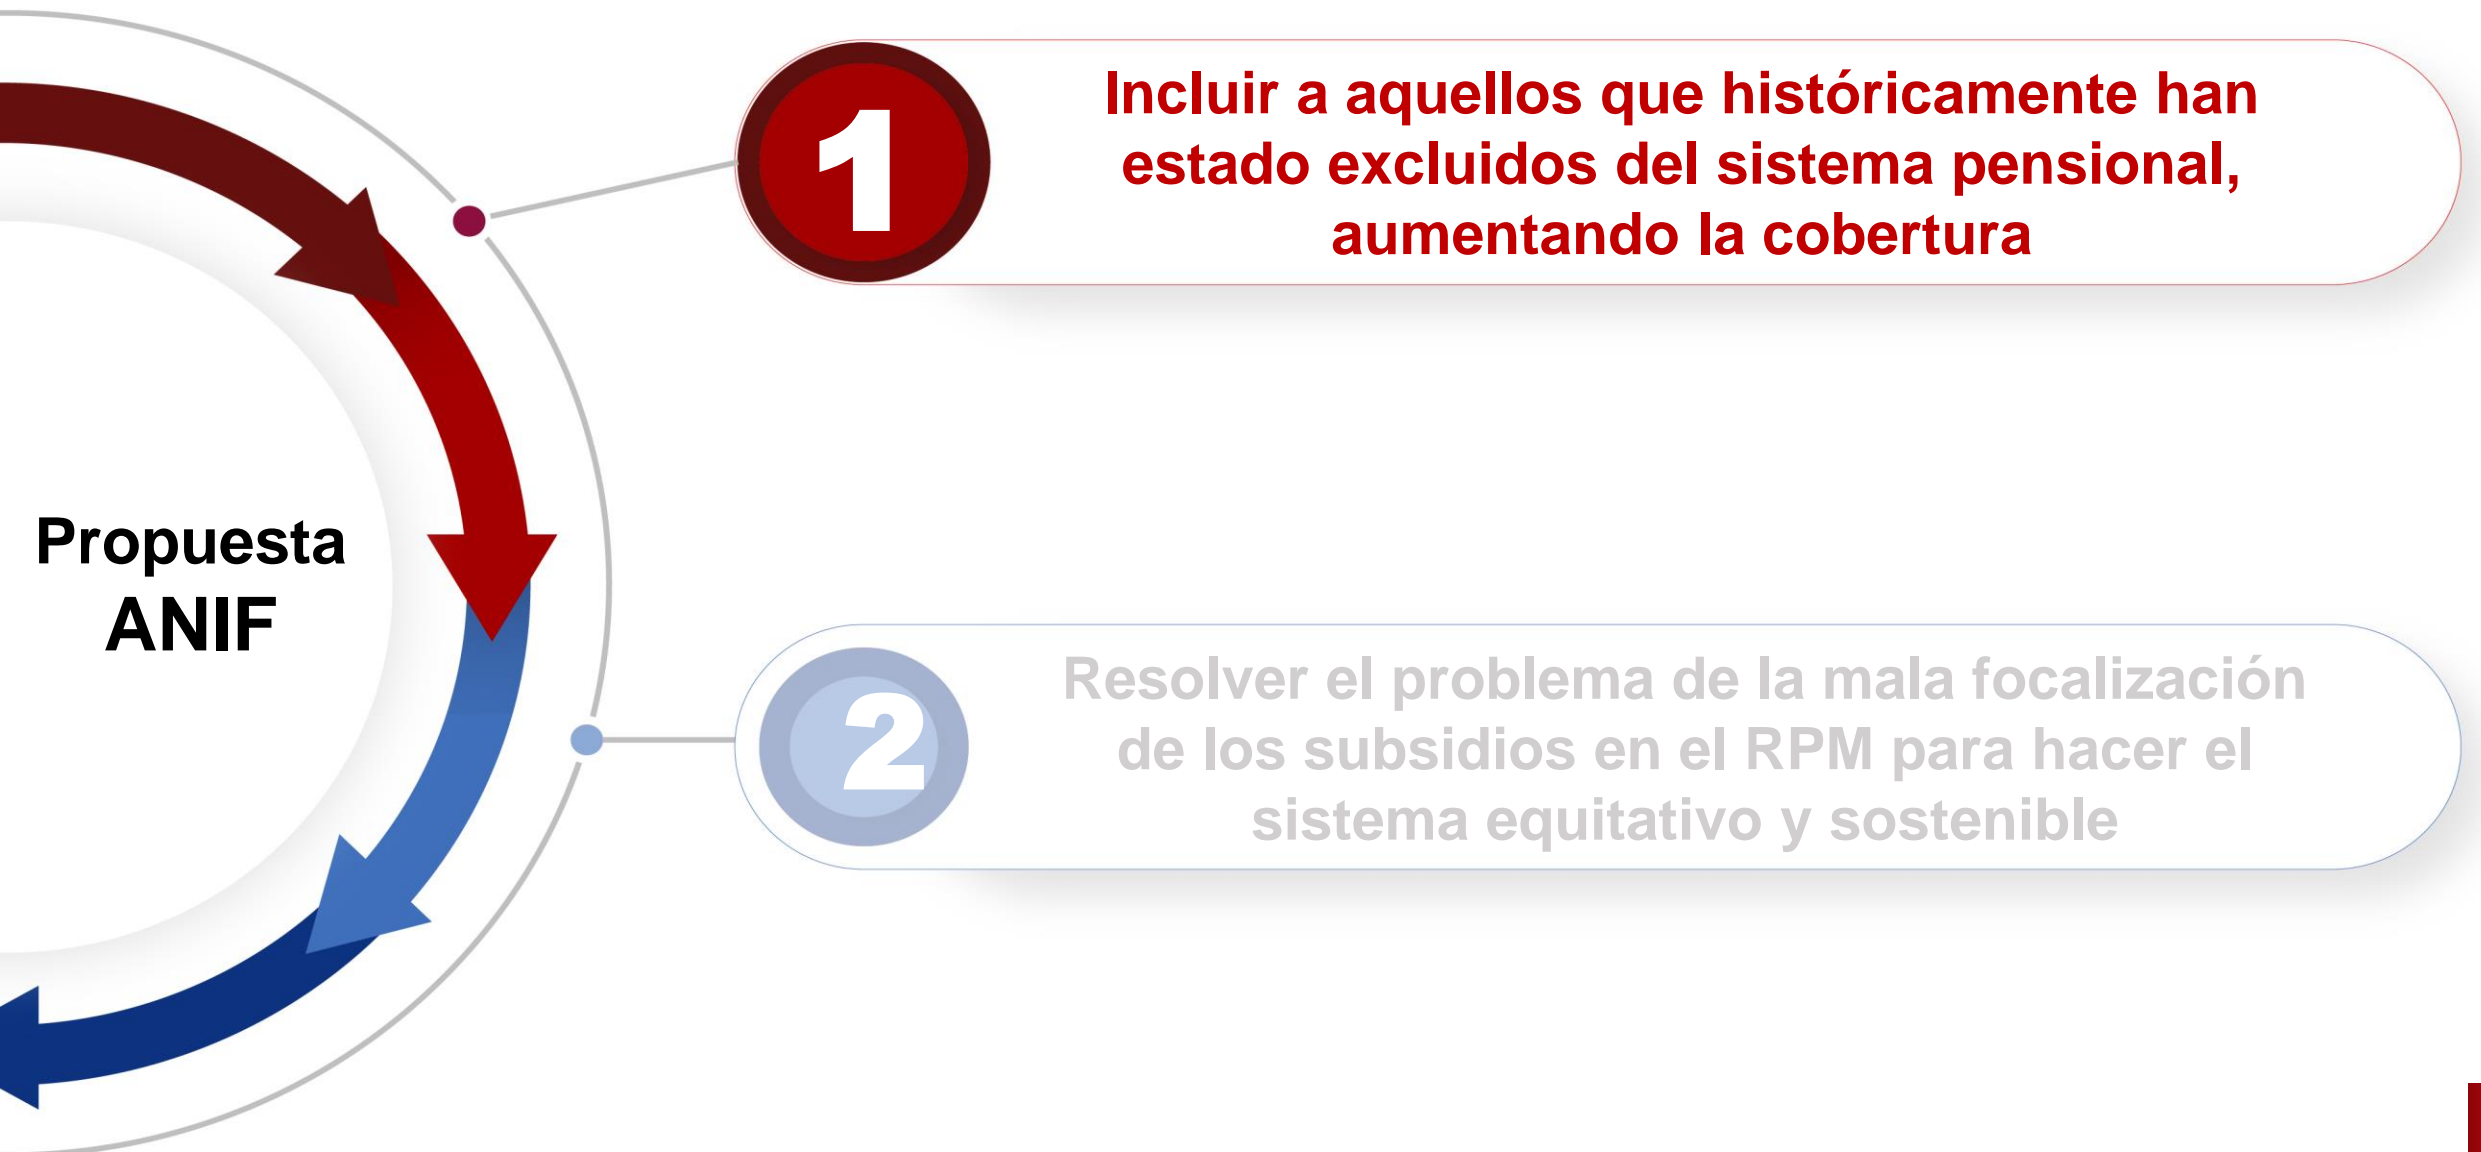 Propuesta
ANIF
1
Incluir a aquellos que históricamente han
estado excluidos del sistema pensional,
aumentando la cobertura
2
Resolver el problema de la mala focalización
de los subsidios en el RPM para hacer el
sistema equitativo y sostenible